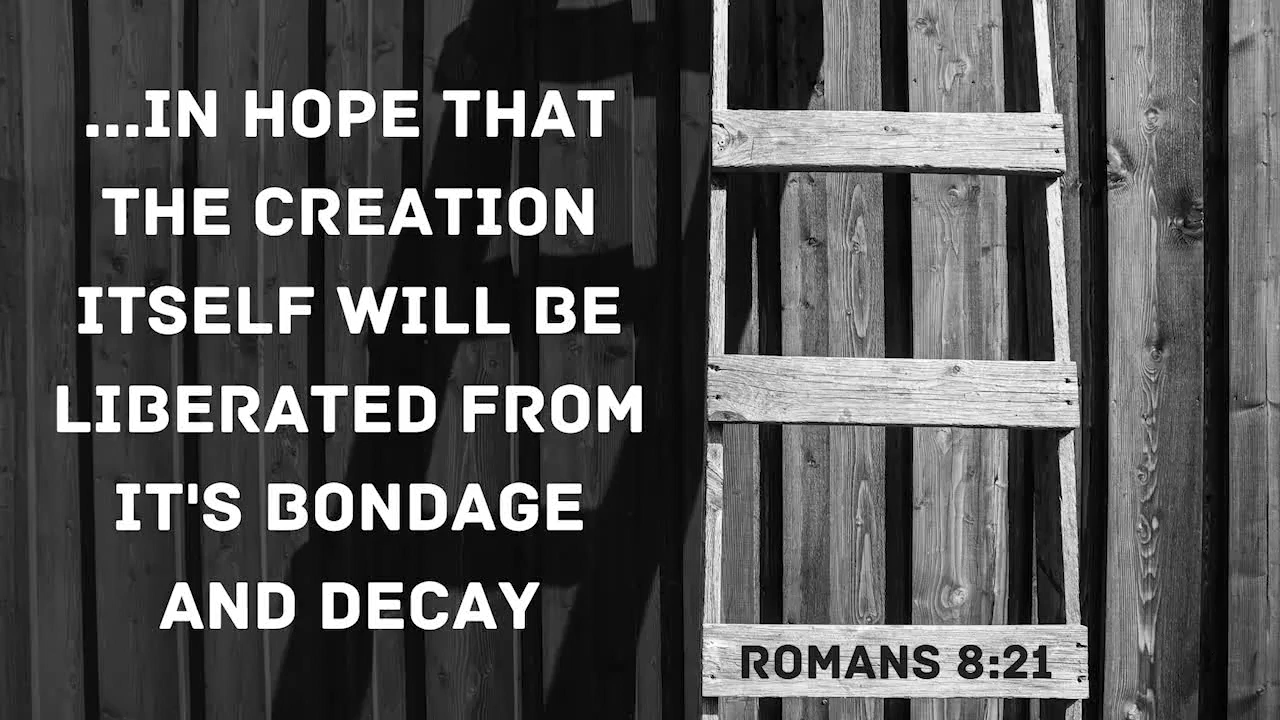 ...IN HOPE THAT
THE CREATION
ITSELF WILL BE
LIBERATED FROM
IT'S BONDAGE
AND DECAY
ROMANS 8:21